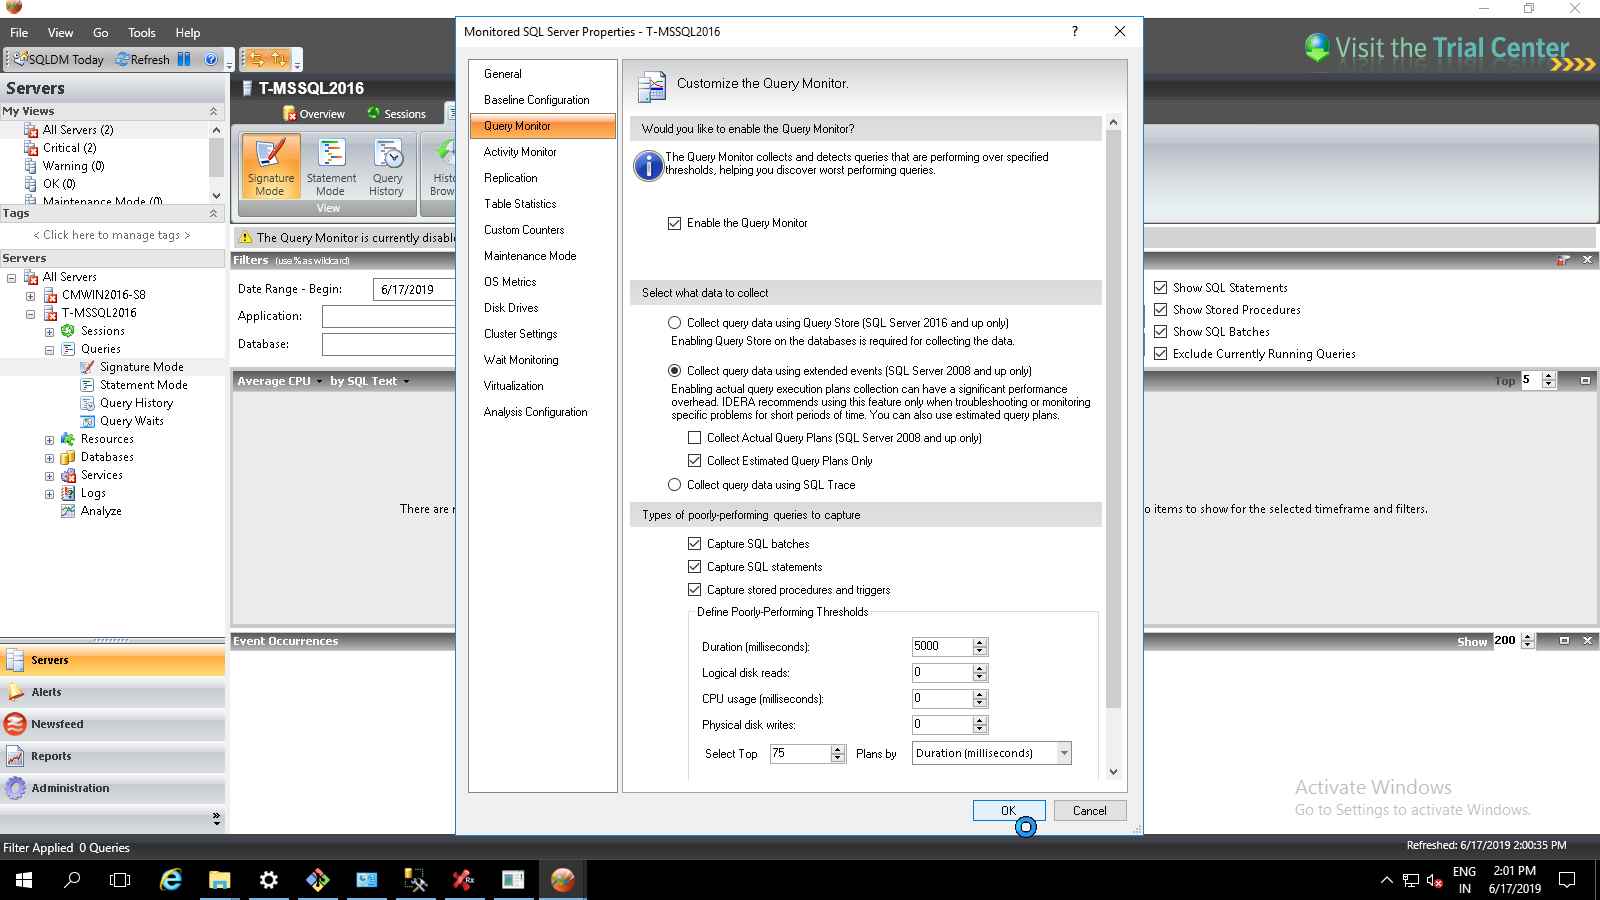 Monitored SQL Server Properties - T-MSSQL2016
?
File View Go Tools Help
SQLDM Today Refresh
Visit the Trial Center
Servers
My Views
All Servers (2)
Critical (2)
Warning (0)
OK (0)
Maintenance Mode (0)
Tags
< Click here to manage tags >
Servers
All Servers
CMWIN2016-S8
T-MSSQL2016
Sessions
Queries
Signature Mode
Statement Mode
Query History
Query Waits
Resources
Databases
Services
Logs
Analyze
Servers
Alerts
Newsfeed
Reports
Administration
T-MSSQL2016
Overview Sessions
Signature Mode
Statement Mode
Query History
View
The Query Monitor is currently
Filters (use % as wildcard)
Date Range - Begin: 6/17/2019
Application:
Database:
Average CPU by SQL Text
There are
General
Baseline Configuration
Query Monitor
Activity Monitor
Replication
Table Statistics
Custom Counters
Maintenance Mode
OS Metrics
Disk Drives
Cluster Settings
Wait Monitoring
Virtualization
Analysis Configuration
Customize the Query Monitor.
Would you like to enable the Query Monitor?
The Query Monitor collects and detects queries that are performing over specified
thresholds, helping you discover worst performing queries.
Enable the Query Monitor
Select what data to collect
Collect query data using Query Store (SQL Server 2016 and up only)
Enabling Query Store on the databases is required for collecting the data.
Collect query data using extended events (SQL Server 2008 and up only)
Enabling actual query execution plans collection can have a significant performance
overhead. IDERA recommends using this feature only when troubleshooting or monitoring
specific problems for short periods of time. You can also use estimated query plans.
Collect Actual Query Plans (SQL Server 2008 and up only)
Collect Estimated Query Plans Only
Collect query data using SQL Trace
Types of poorly-performing queries to capture
Capture SQL batches
Capture SQL statements
Capture stored procedures and triggers
Define Poorly-Performing Thresholds
Duration (milliseconds): 5000
Logical disk reads: 0
CPU usage (milliseconds): 0
Physical disk writes: 0
Select Top 75 Plans by Duration (milliseconds)
OK Cancel
Show SQL Statements
Show Stored Procedures
Show SQL Batches
Exclude Currently Running Queries
Top 5
items to show for the selected timeframe and filters.
Event Occurrences
Show 200
Activate Windows
Go to Settings to activate Windows.
Filter Applied 0 Queries
Refreshed: 6/17/2019 2:00:35 PM
ENG
IN
2:01 PM
6/17/2019